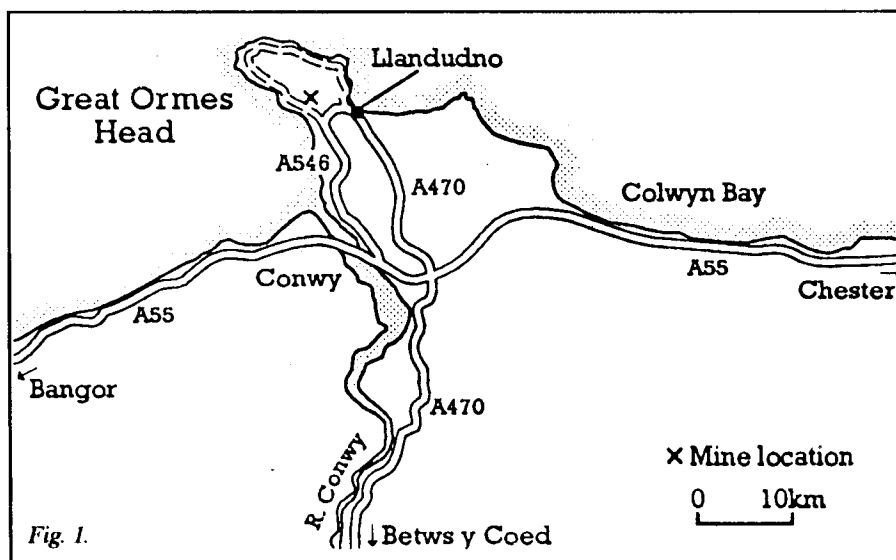 Llandudno
Great Ormes
Head
A546
A470
Colwyn Bay
A55
Chester
Conwy
A55
Bangor
A470
R. Conwy
× Mine location
0 10km
Betws y Coed
Fig. 1.